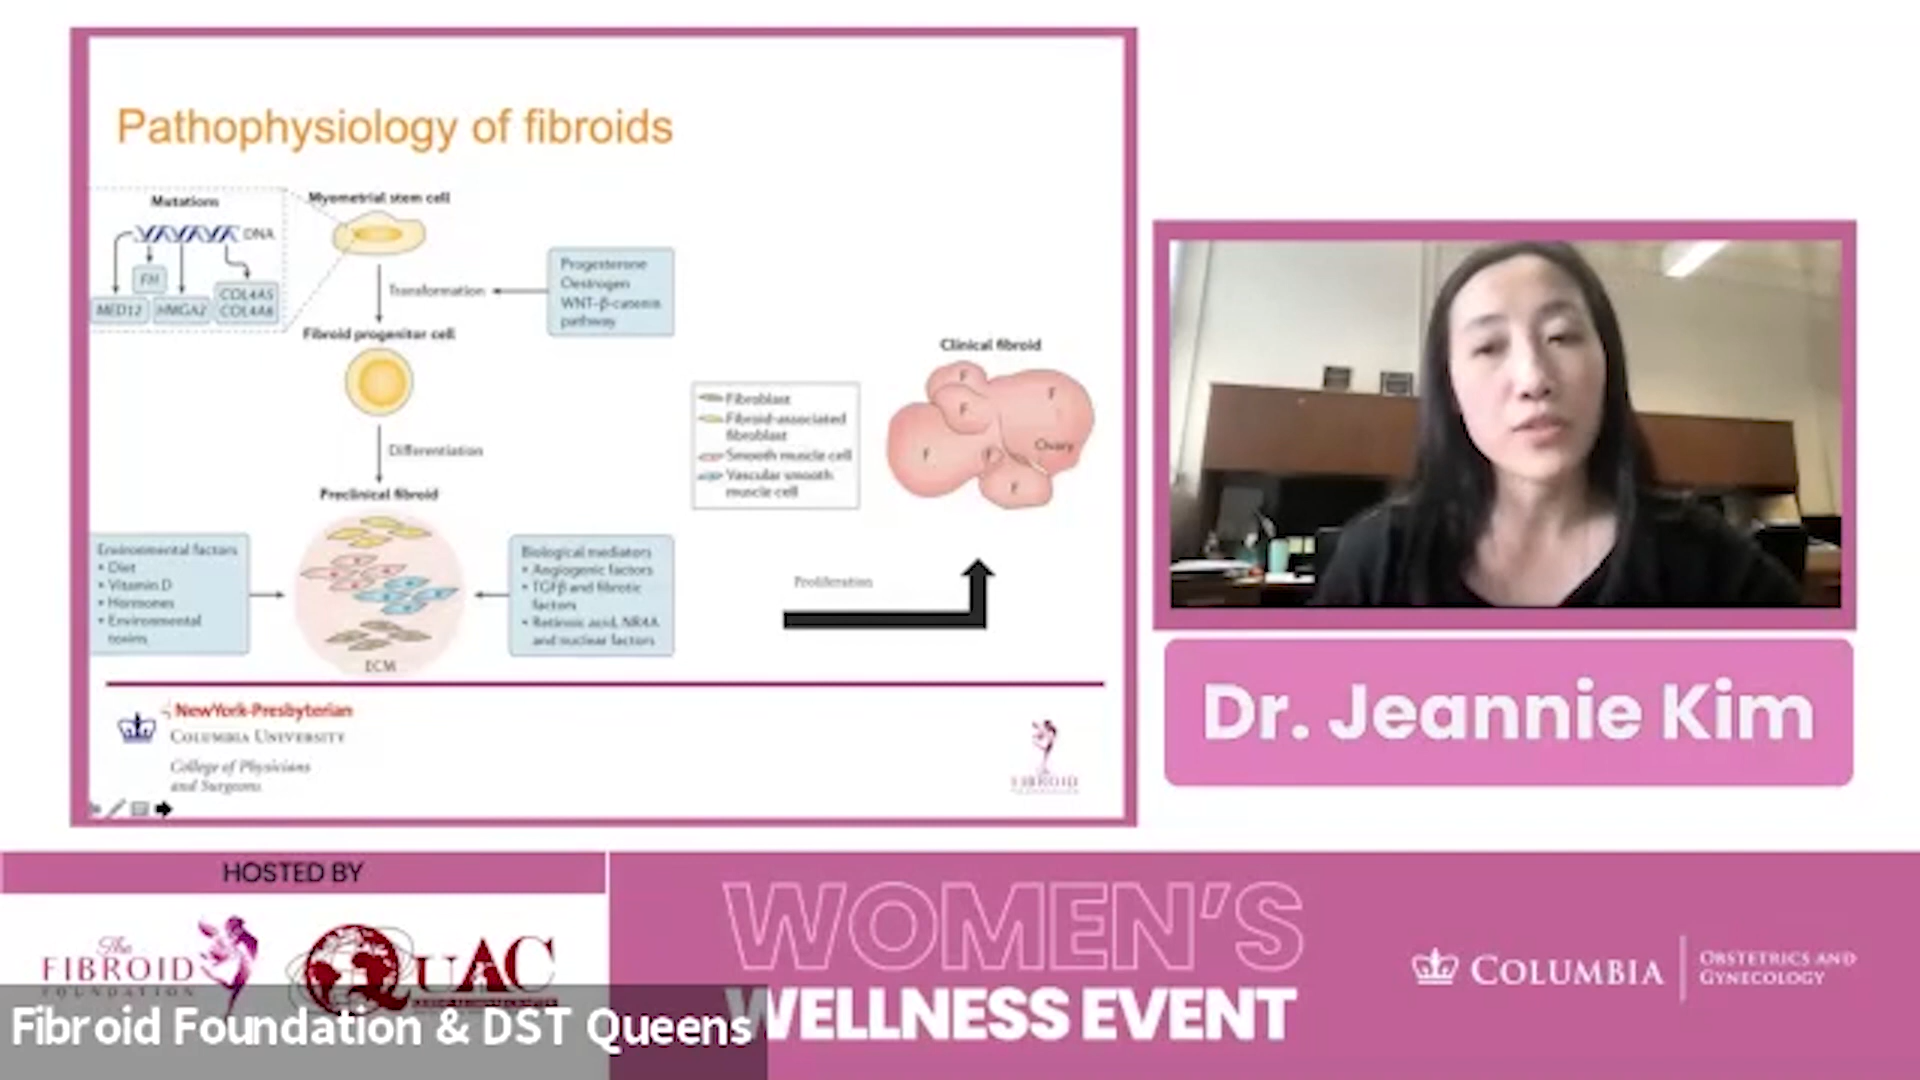 Pathophysiology of fibroids
Mutations
DNA
FH
MED12
HMGA2
COL4A5
COL4A6
Myometrial stem cell
Transformation
Progesterone
Oestrogen
WNT-β-catenin
pathway
Fibroid progenitor cell
Differentiation
Preclinical fibroid
Environmental factors
• Diet
• Vitamin D
• Hormones
• Environmental
toxins
ECM
Biological mediators
• Angiogenic factors
• TGFβ and fibrotic
factors
• Retinoic acid, NR4A
and nuclear factors
Fibroblast
Fibroid-associated
fibroblast
Smooth muscle cell
Vascular smooth
muscle cell
Clinical fibroid
F
F
F
F
F
F
Ovary
Proliferation
NewYork-Presbyterian
COLUMBIA UNIVERSITY
College of Physicians
and Surgeons
The
FIBROID
FOUNDATION
Dr. Jeannie Kim
HOSTED BY
The
FIBROID
FOUNDATION
QUAC
Fibroid Foundation & DST Queens
WOMEN'S
WELLNESS EVENT
COLUMBIA
OBSTETRICS AND
GYNECOLOGY